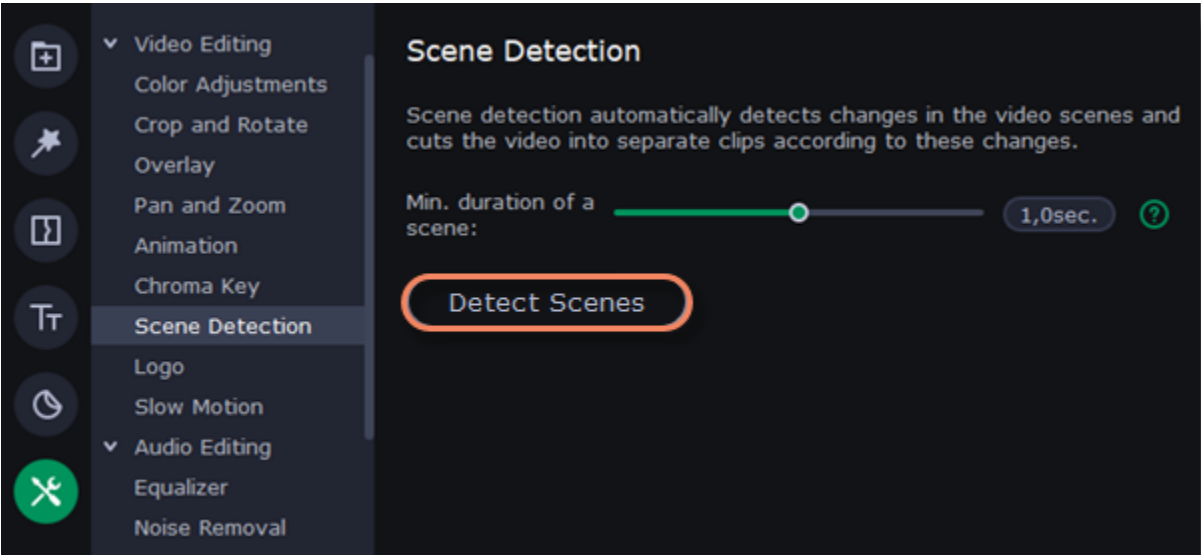 Video Editing
Color Adjustments
Crop and Rotate
Overlay
Pan and Zoom
Animation
Chroma Key
Scene Detection
Logo
Slow Motion
Audio Editing
Equalizer
Noise Removal
Scene Detection
Scene detection automatically detects changes in the video scenes and
cuts the video into separate clips according to these changes.
Min. duration of a
scene:
1,0sec.
?
Detect Scenes
Tт